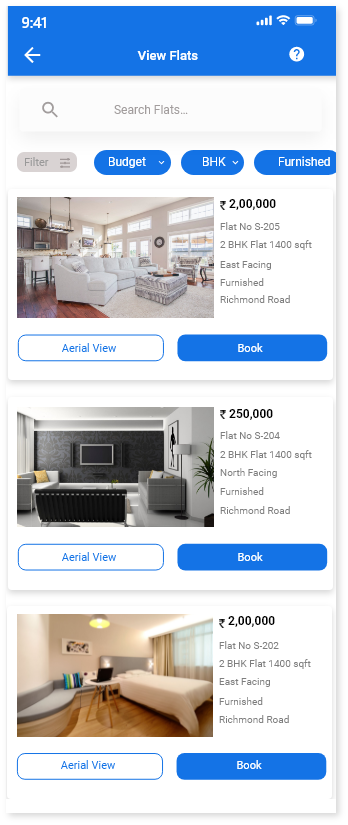 9:41
View Flats
Search Flats...
Filter Budget BHK Furnished
₹ 2,00,000
Flat No S-205
2 BHK Flat 1400 sqft
East Facing
Furnished
Richmond Road
Aerial View Book
₹ 250,000
Flat No S-204
2 BHK Flat 1400 sqft
North Facing
Furnished
Richmond Road
Aerial View Book
₹ 2,00,000
Flat No S-202
2 BHK Flat 1400 sqft
East Facing
Furnished
Richmond Road
Aerial View Book